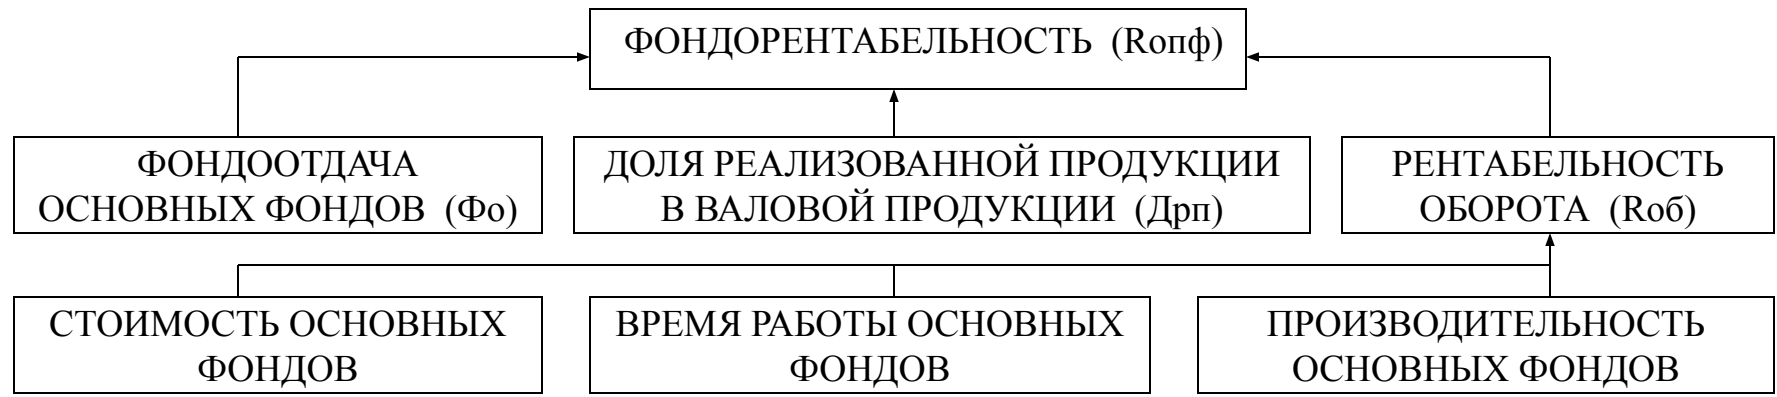 ФОНДОРЕНТАБЕЛЬНОСТЬ (Rопф)
ФОНДООТДАЧА
ОСНОВНЫХ ФОНДОВ (Фо)
ДОЛЯ РЕАЛИЗОВАННОЙ ПРОДУКЦИИ
В ВАЛОВОЙ ПРОДУКЦИИ (Дрп)
РЕНТАБЕЛЬНОСТЬ
ОБОРОТА (Rоб)
СТОИМОСТЬ ОСНОВНЫХ
ФОНДОВ
ВРЕМЯ РАБОТЫ ОСНОВНЫХ
ФОНДОВ
ПРОИЗВОДИТЕЛЬНОСТЬ
ОСНОВНЫХ ФОНДОВ